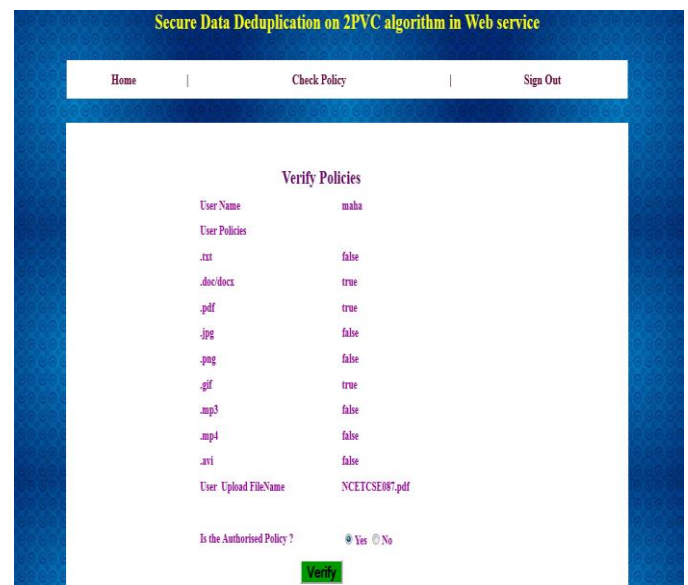 Secure Data Deduplication on 2PVC algorithm in Web service
Home | Check Policy | Sign Out
Verify Policies
User Name maha
User Policies
.txt false
.doc/docx true
.pdf true
.jpg false
.png false
.gif true
.mp3 false
.mp4 false
.avi false
User Upload FileName NCETCSE087.pdf
Is the Authorised Policy ? Yes No
Verify